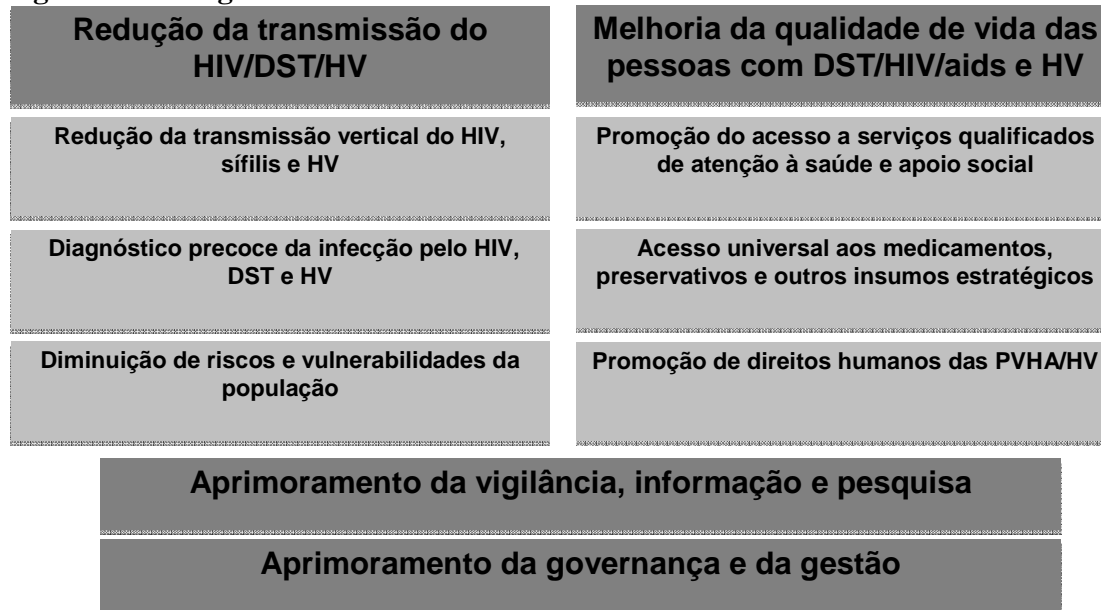 Redução da transmissão do
HIV/DST/HV
Redução da transmissão vertical do HIV,
sífilis e HV
Diagnóstico precoce da infecção pelo HIV,
DST e HV
Diminuição de riscos e vulnerabilidades da
população
Melhoria da qualidade de vida das
pessoas com DST/HIV/aids e HV
Promoção do acesso a serviços qualificados
de atenção à saúde e apoio social
Acesso universal aos medicamentos,
preservativos e outros insumos estratégicos
Promoção de direitos humanos das PVHA/HV
Aprimoramento da vigilância, informação e pesquisa
Aprimoramento da governança e da gestão